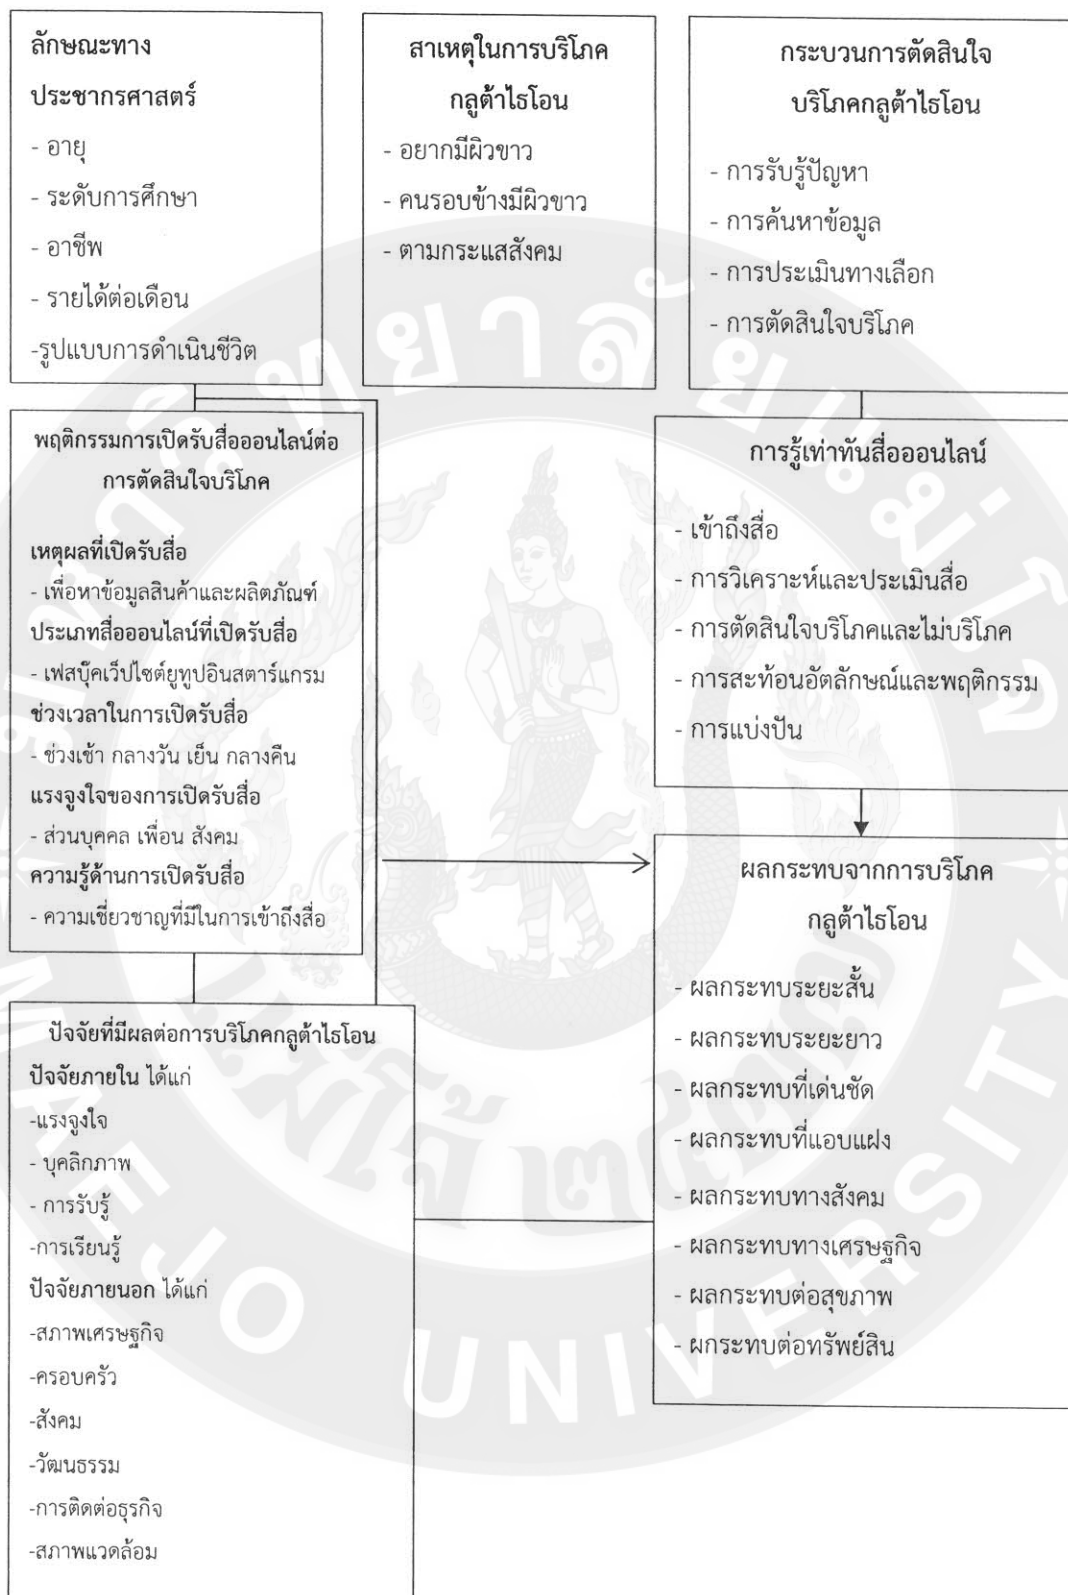 ลักษณะทาง
ประชากรศาสตร์
- อายุ
- ระดับการศึกษา
- อาชีพ
- รายได้ต่อเดือน
-รูปแบบการดำเนินชีวิต
สาเหตุในการบริโภค
กลูต้าไธโอน
- อยากมีผิวขาว
- คนรอบข้างมีผิวขาว
- ตามกระแสสังคม
กระบวนการตัดสินใจ
บริโภคกลูต้าไธโอน
- การรับรู้ปัญหา
- การค้นหาข้อมูล
- การประเมินทางเลือก
- การตัดสินใจบริโภค
พฤติกรรมการเปิดรับสื่อออนไลน์ต่อ
การตัดสินใจบริโภค
เหตุผลที่เปิดรับสื่อ
- เพื่อหาข้อมูลสินค้าและผลิตภัณฑ์
ประเภทสื่อออนไลน์ที่เปิดรับสื่อ
- เฟสบุ๊คเว็ปไซต์ยูทูปอินสตาร์แกรม
ช่วงเวลาในการเปิดรับสื่อ
- ช่วงเช้า กลางวัน เย็น กลางคืน
แรงจูงใจของการเปิดรับสื่อ
- ส่วนบุคคล เพื่อน สังคม
ความรู้ด้านการเปิดรับสื่อ
- ความเชี่ยวชาญที่มีในการเข้าถึงสื่อ
การรู้เท่าทันสื่อออนไลน์
- เข้าถึงสื่อ
- การวิเคราะห์และประเมินสื่อ
- การตัดสินใจบริโภคและไม่บริโภค
- การสะท้อนอัตลักษณ์และพฤติกรรม
- การแบ่งปัน
ผลกระทบจากการบริโภค
กลูต้าไธโอน
- ผลกระทบระยะสั้น
- ผลกระทบระยะยาว
- ผลกระทบที่เด่นชัด
- ผลกระทบที่แอบแฝง
- ผลกระทบทางสังคม
- ผลกระทบทางเศรษฐกิจ
- ผลกระทบต่อสุขภาพ
- ผกระทบต่อทรัพย์สิน
ปัจจัยที่มีผลต่อการบริโภคกลูต้าไธโอน
ปัจจัยภายใน ได้แก่
-แรงจูงใจ
- บุคลิกภาพ
- การรับรู้
-การเรียนรู้
ปัจจัยภายนอก ได้แก่
-สภาพเศรษฐกิจ
-ครอบครัว
-สังคม
-วัฒนธรรม
-การติดต่อธุรกิจ
-สภาพแวดล้อม
มหาวิทยาลัยแม่โจ้
แม่โจ้ ๒๔๗๗
MAEJO UNIVERSITY